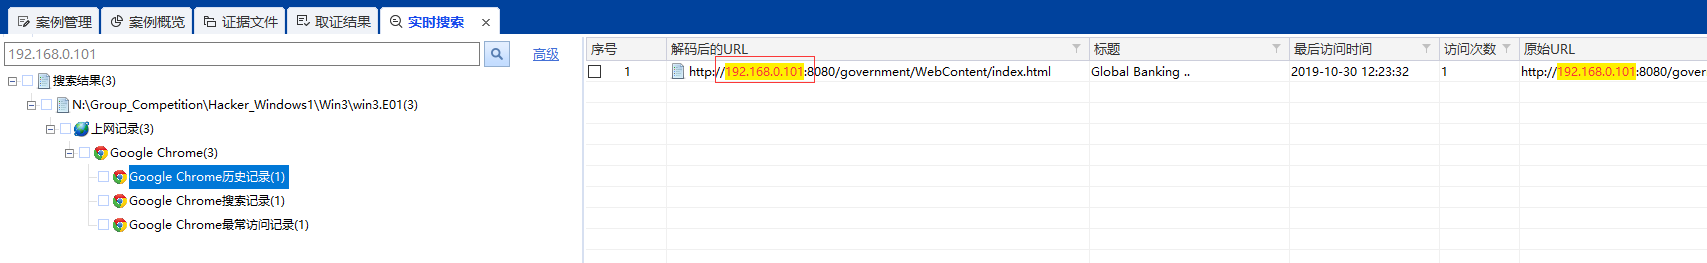 案例管理 案例概览 证据文件 取证结果 实时搜索 ×
192.168.0.101 高级
搜索结果(3)
N:\Group_Competition\Hacker_Windows1\Win3\win3.E01(3)
上网记录(3)
Google Chrome(3)
Google Chrome历史记录(1)
Google Chrome搜索记录(1)
Google Chrome最常访问记录(1)
序号 解码后的URL 标题 最后访问时间 访问次数 原始URL
1 http://192.168.0.101:8080/government/WebContent/index.html Global Banking .. 2019-10-30 12:23:32 1 http://192.168.0.101:8080/gover